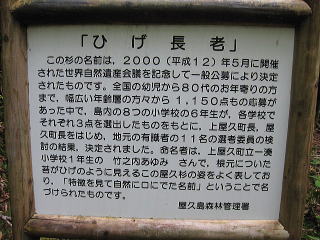 「ひげ長老」
この杉の名前は，２０００（平成１２）年５月に開催
された世界自然遺産会議を記念して一般公募により決定
されたものです。全国の幼児から８０代のお年寄りの方
まで、幅広い年齢層の方々から１，１５０点もの応募が
あった中で、島内の８つの小学校の６年生が、各学校で
それぞれ３点を選出したものをもとに、上屋久町長，屋
久町長をはじめ、地元の有識者の１１名の選考委員の検
討の結果、決定されました。命名者は、上屋久町立一湊
小学校１年生の 竹之内あゆみ さんで，根元についた
苔がひげのように見えるこの屋久杉の姿をよく表してお
り、「特徴を見て自然に口にでた名前」ということで名
づけられたものです。
屋久島森林管理署